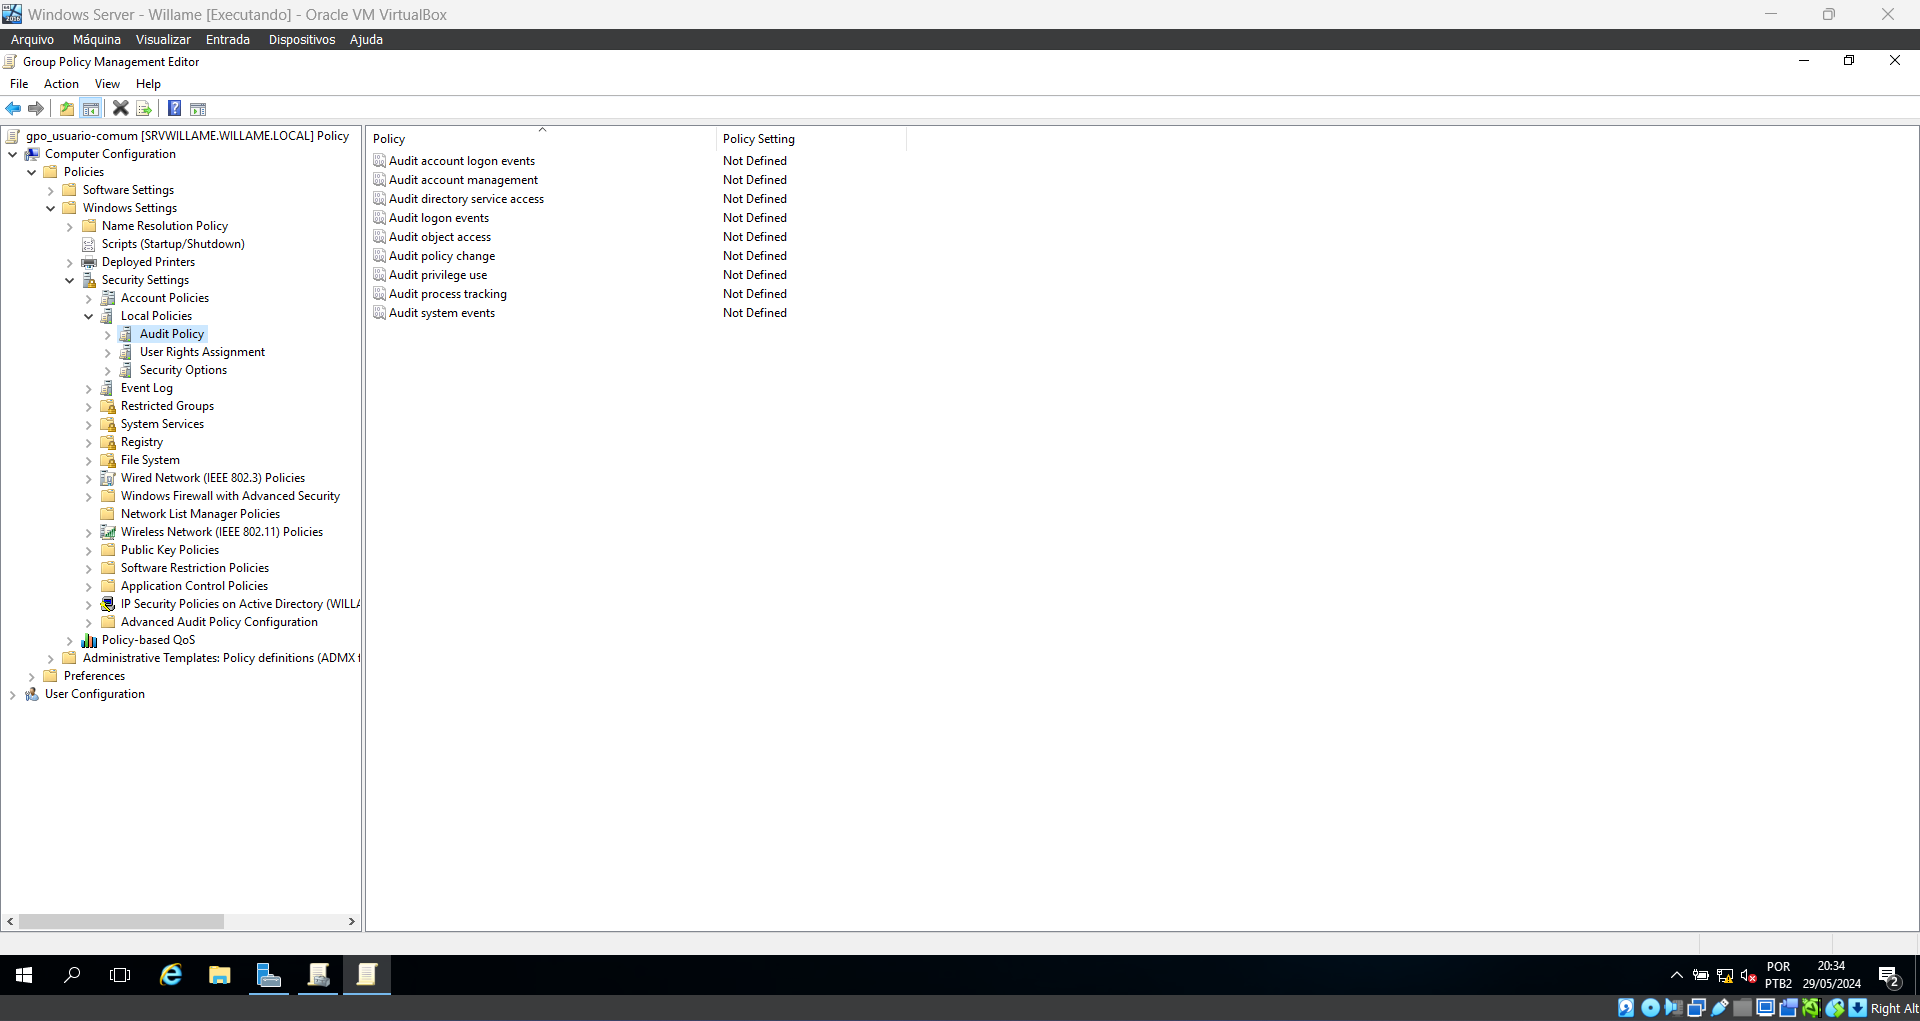 Windows Server - Willame [Executando] - Oracle VM VirtualBox
Arquivo Máquina Visualizar Entrada Dispositivos Ajuda
Group Policy Management Editor
File Action View Help
gpo_usuario-comum [SRVWILLAME.WILLAME.LOCAL] Policy
Computer Configuration
Policies
Software Settings
Windows Settings
Name Resolution Policy
Scripts (Startup/Shutdown)
Deployed Printers
Security Settings
Account Policies
Local Policies
Audit Policy
User Rights Assignment
Security Options
Event Log
Restricted Groups
System Services
Registry
File System
Wired Network (IEEE 802.3) Policies
Windows Firewall with Advanced Security
Network List Manager Policies
Wireless Network (IEEE 802.11) Policies
Public Key Policies
Software Restriction Policies
Application Control Policies
IP Security Policies on Active Directory (WILLA
Advanced Audit Policy Configuration
Policy-based QoS
Administrative Templates: Policy definitions (ADMX f
Preferences
User Configuration
Policy Policy Setting
Audit account logon events Not Defined
Audit account management Not Defined
Audit directory service access Not Defined
Audit logon events Not Defined
Audit object access Not Defined
Audit policy change Not Defined
Audit privilege use Not Defined
Audit process tracking Not Defined
Audit system events Not Defined
POR 20:34
PTB2 29/05/2024 2
Right Alt